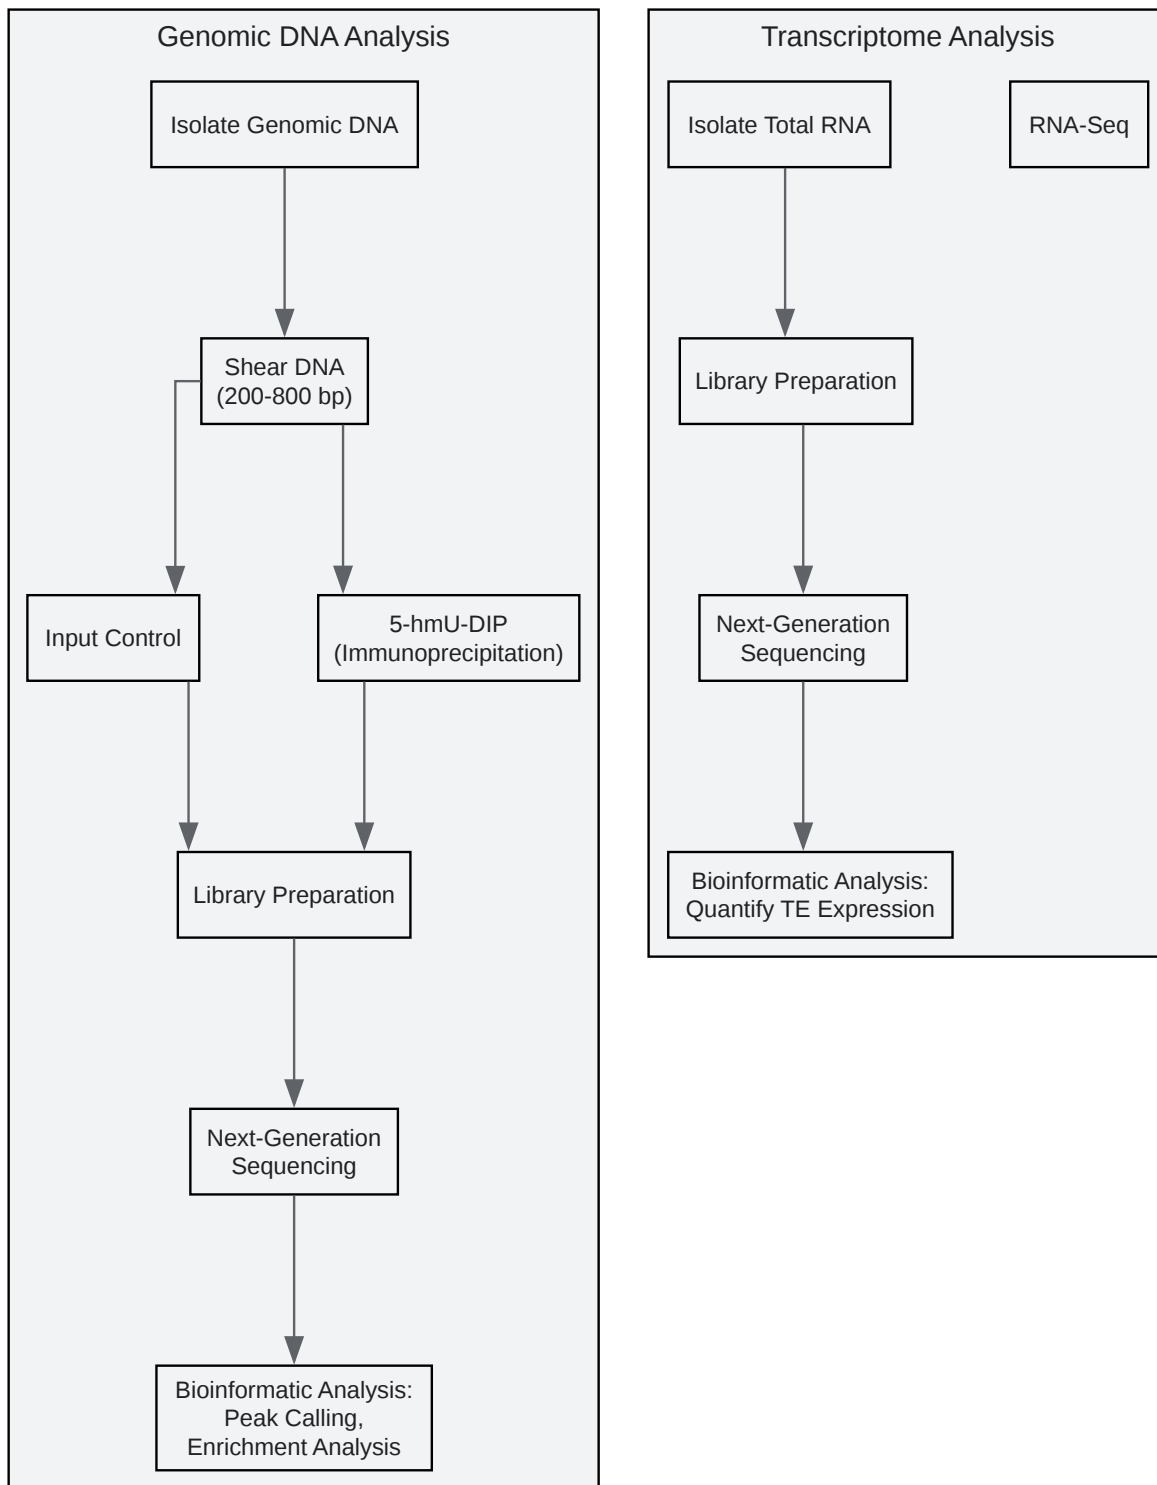 Genomic DNA Analysis
Isolate Genomic DNA
Shear DNA
(200-800 bp)
Input Control
5-hmU-DIP
(Immunoprecipitation)
Library Preparation
Next-Generation
Sequencing
Bioinformatic Analysis:
Peak Calling,
Enrichment Analysis
Transcriptome Analysis
Isolate Total RNA
RNA-Seq
Library Preparation
Next-Generation
Sequencing
Bioinformatic Analysis:
Quantify TE Expression